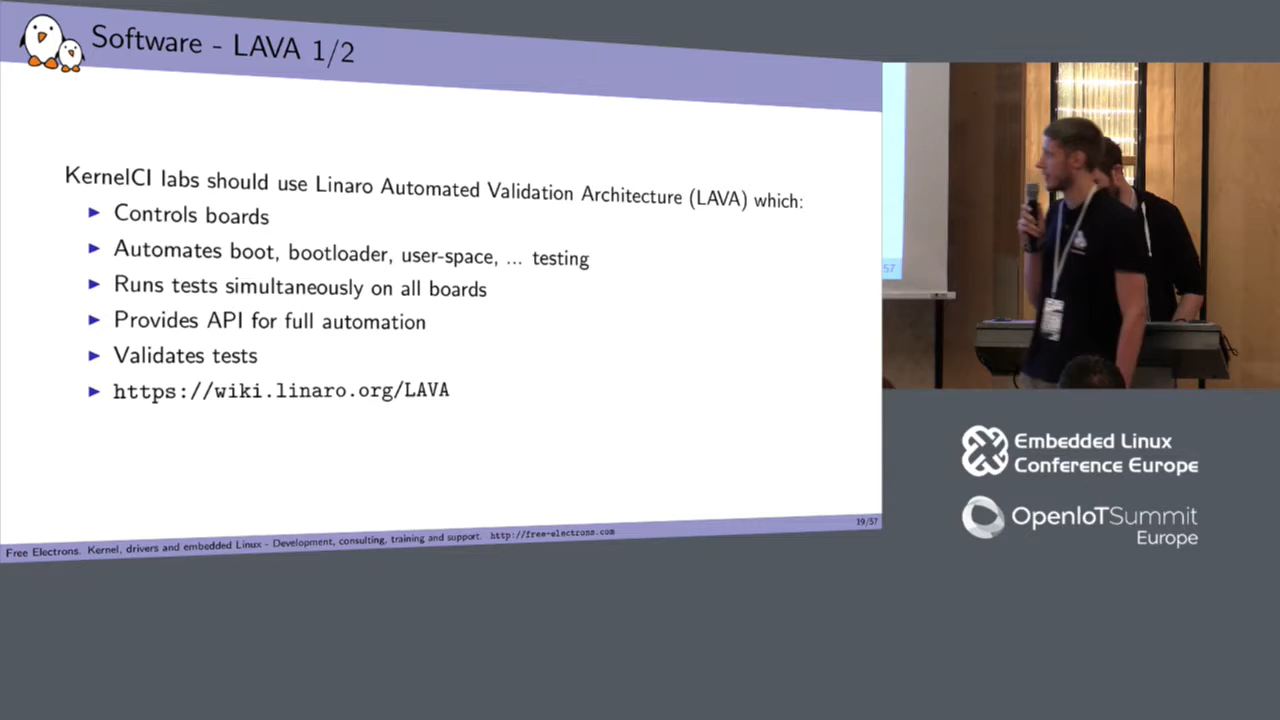 Software - LAVA 1/2
KernelCI labs should use Linaro Automated Validation Architecture (LAVA) which:
Controls boards
Automates boot, bootloader, user-space, ... testing
Runs tests simultaneously on all boards
Provides API for full automation
Validates tests
https://wiki.linaro.org/LAVA
19/57
Free Electrons. Kernel, drivers and embedded Linux - Development, consulting, training and support. http://free-electrons.com
57
Embedded Linux
Conference Europe
OpenIoTSummit
Europe